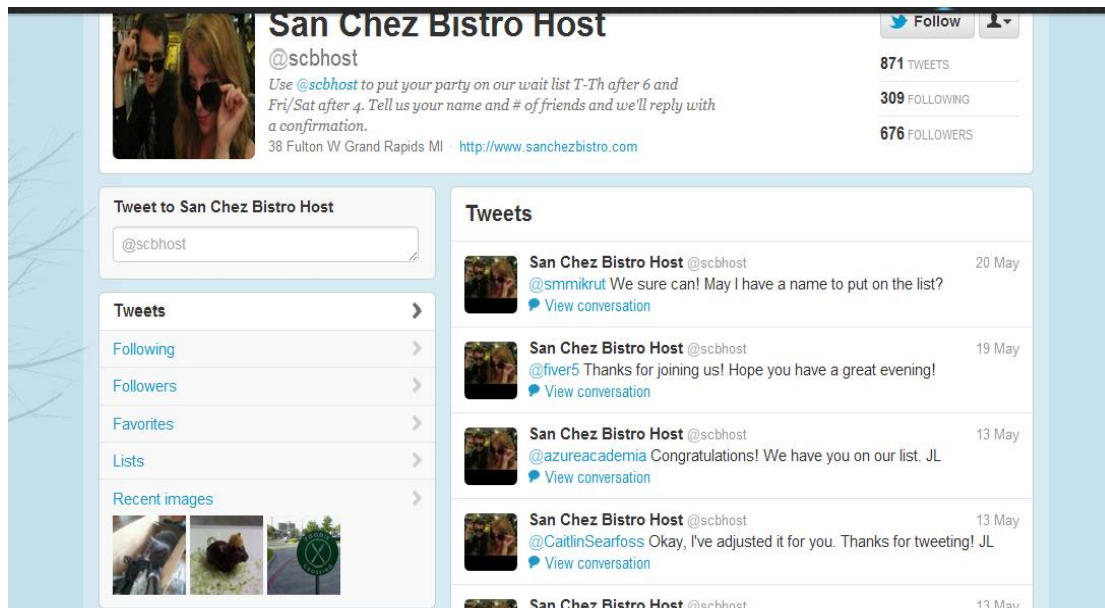 San Chez Bistro Host
@scbhost
Use @scbhost to put your party on our wait list T-Th after 6 and
Fri/Sat after 4. Tell us your name and # of friends and we'll reply with
a confirmation.
38 Fulton W Grand Rapids MI · http://www.sanchezbistro.com
Follow
871 TWEETS
309 FOLLOWING
676 FOLLOWERS
Tweet to San Chez Bistro Host
@scbhost
Tweets
Following
Followers
Favorites
Lists
Recent images
CROSSING
Tweets
San Chez Bistro Host @scbhost 20 May
@smmikrut We sure can! May I have a name to put on the list?
View conversation
San Chez Bistro Host @scbhost 19 May
@fiver5 Thanks for joining us! Hope you have a great evening!
View conversation
San Chez Bistro Host @scbhost 13 May
@azureacademia Congratulations! We have you on our list. JL
View conversation
San Chez Bistro Host @scbhost 13 May
@CaitlinSearfoss Okay, I've adjusted it for you. Thanks for tweeting! JL
View conversation
San Chez Bistro Host @scbhost 13 May